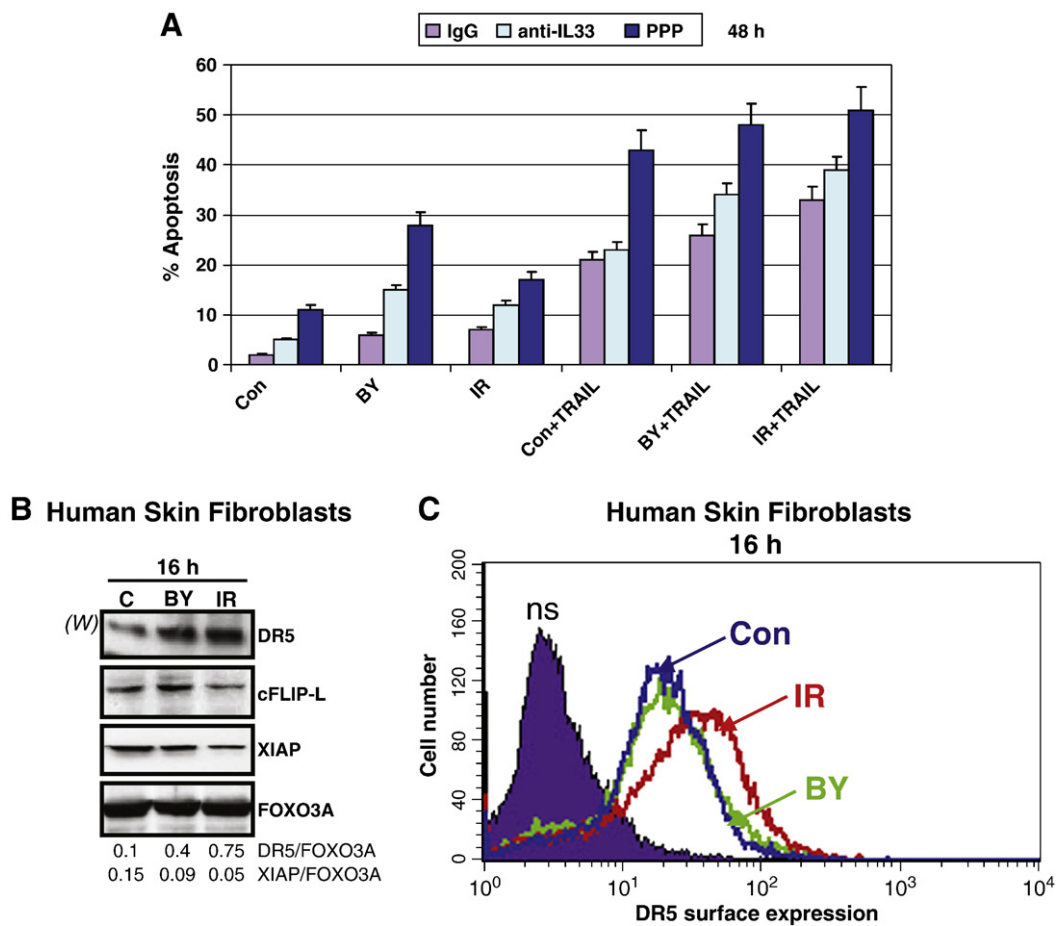 A
IgG anti-IL33 PPP 48 h
% Apoptosis
60
50
40
30
20
10
0
Con BY IR Con+TRAIL BY+TRAIL IR+TRAIL
B Human Skin Fibroblasts
16 h
C BY IR
(W)
DR5
cFLIP-L
XIAP
FOXO3A
0.1 0.4 0.75 DR5/FOXO3A
0.15 0.09 0.05 XIAP/FOXO3A
C Human Skin Fibroblasts
16 h
Cell number
200
160
120
80
40
0
ns
Con
IR
BY
10⁰ 10¹ 10² 10³ 10⁴
DR5 surface expression